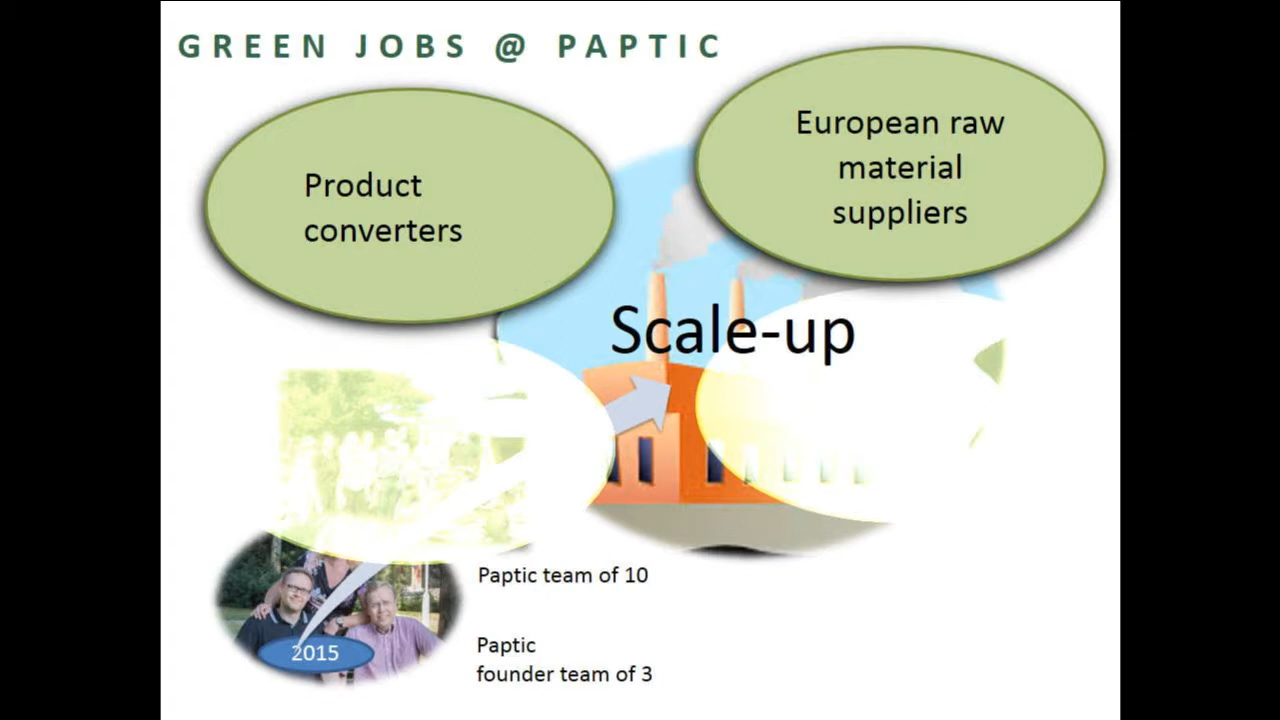 GREEN JOBS @ PAPTIC
Product
converters
European raw
material
suppliers
Scale-up
Paptic team of 10
2015
Paptic
founder team of 3